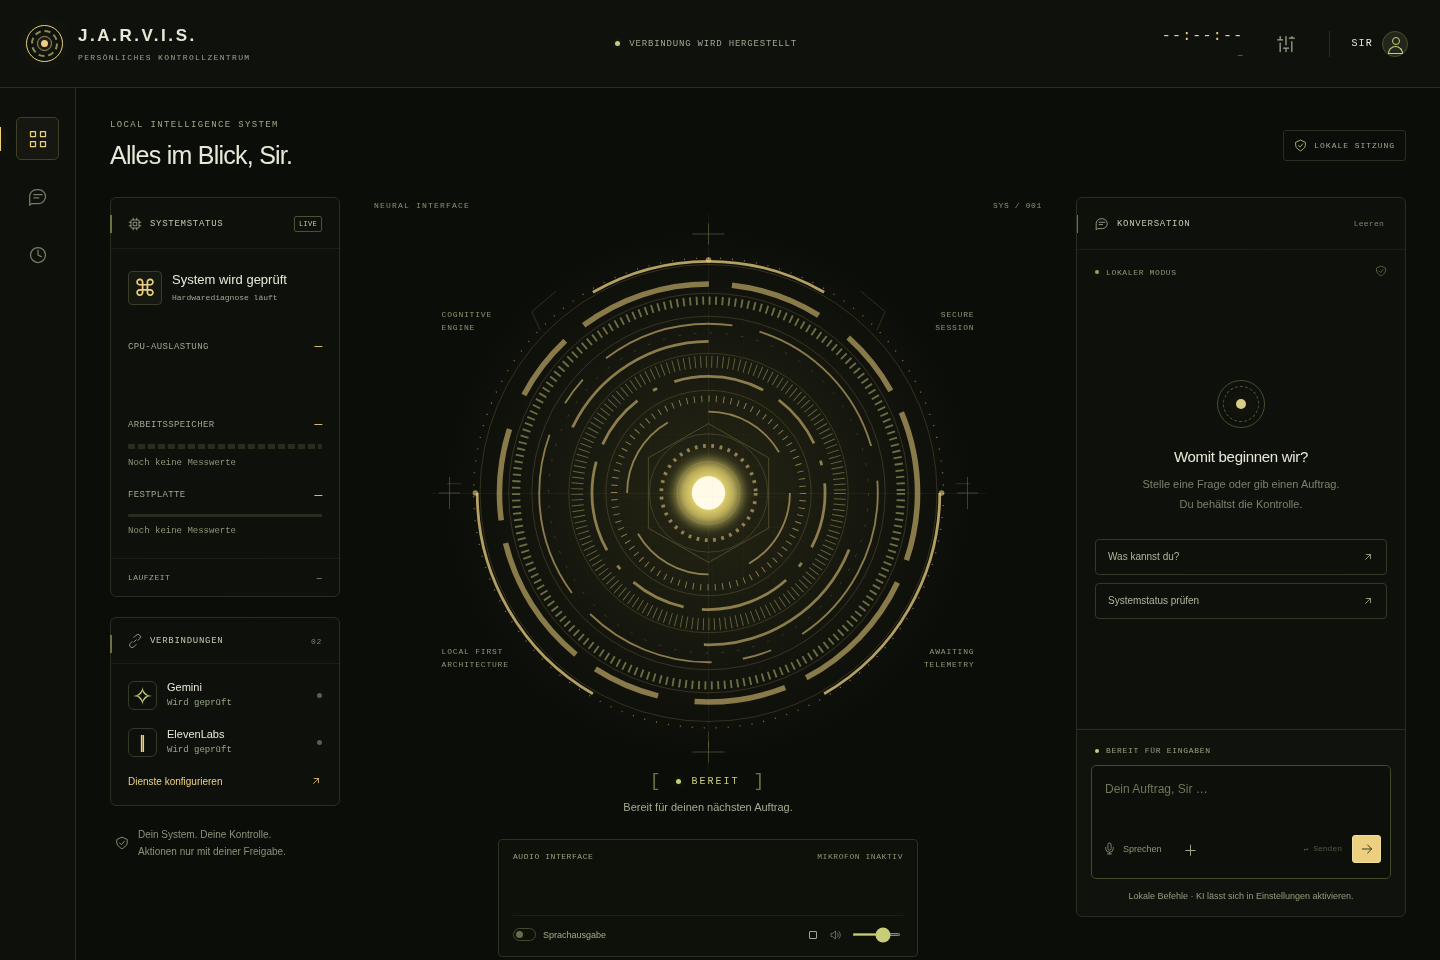 J.A.R.V.I.S.
PERSÖNLICHES KONTROLLZENTRUM
VERBINDUNG WIRD HERGESTELLT
--:--:--
—
SIR
LOCAL INTELLIGENCE SYSTEM
Alles im Blick, Sir.
LOKALE SITZUNG
SYSTEMSTATUS
LIVE
System wird geprüft
Hardwarediagnose läuft
CPU-AUSLASTUNG —
ARBEITSSPEICHER —
Noch keine Messwerte
FESTPLATTE —
Noch keine Messwerte
LAUFZEIT —
VERBINDUNGEN 02
Gemini
Wird geprüft
ElevenLabs
Wird geprüft
Dienste konfigurieren
Dein System. Deine Kontrolle.
Aktionen nur mit deiner Freigabe.
NEURAL INTERFACE
SYS / 001
COGNITIVE
ENGINE
SECURE
SESSION
LOCAL FIRST
ARCHITECTURE
AWAITING
TELEMETRY
[ BEREIT ]
Bereit für deinen nächsten Auftrag.
AUDIO INTERFACE
MIKROFON INAKTIV
Sprachausgabe
KONVERSATION
Leeren
LOKALER MODUS
Womit beginnen wir?
Stelle eine Frage oder gib einen Auftrag.
Du behältst die Kontrolle.
Was kannst du?
Systemstatus prüfen
BEREIT FÜR EINGABEN
Dein Auftrag, Sir …
Sprechen
↵ Senden
Lokale Befehle · KI lässt sich in Einstellungen aktivieren.